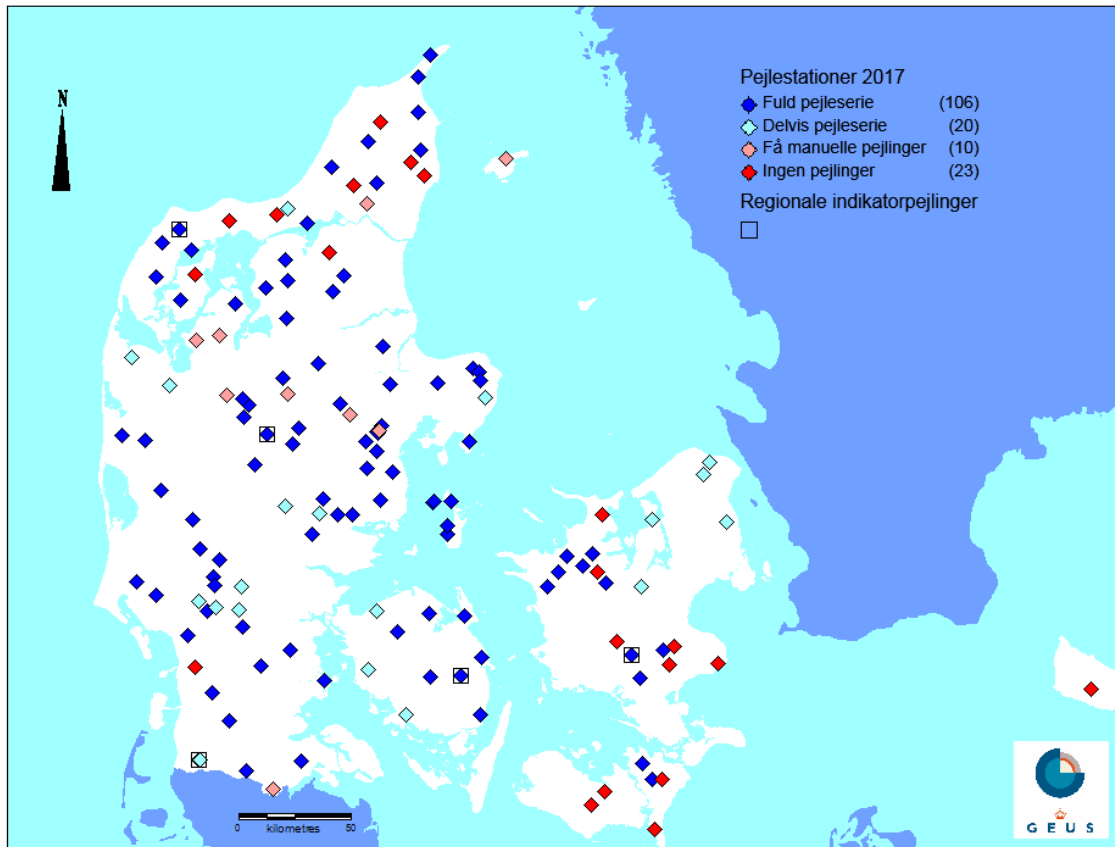 N
Pejlestationer 2017
Fuld pejleserie (106)
Delvis pejleserie (20)
Få manuelle pejlinger (10)
Ingen pejlinger (23)
Regionale indikatorpejlinger
0 kilometres 50
G E U S